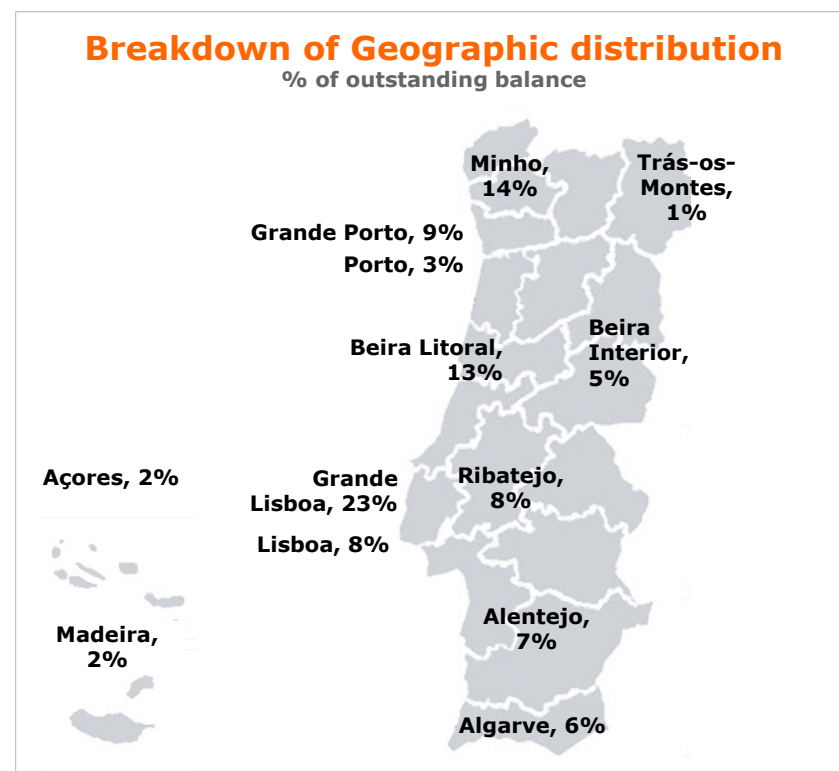 Breakdown of Geographic distribution
% of outstanding balance
Minho,
14%
Trás-os-
Montes,
1%
Grande Porto, 9%
Porto, 3%
Beira Litoral,
13%
Beira
Interior,
5%
Açores, 2%
Grande
Lisboa, 23%
Ribatejo,
8%
Lisboa, 8%
Madeira,
2%
Alentejo,
7%
Algarve, 6%